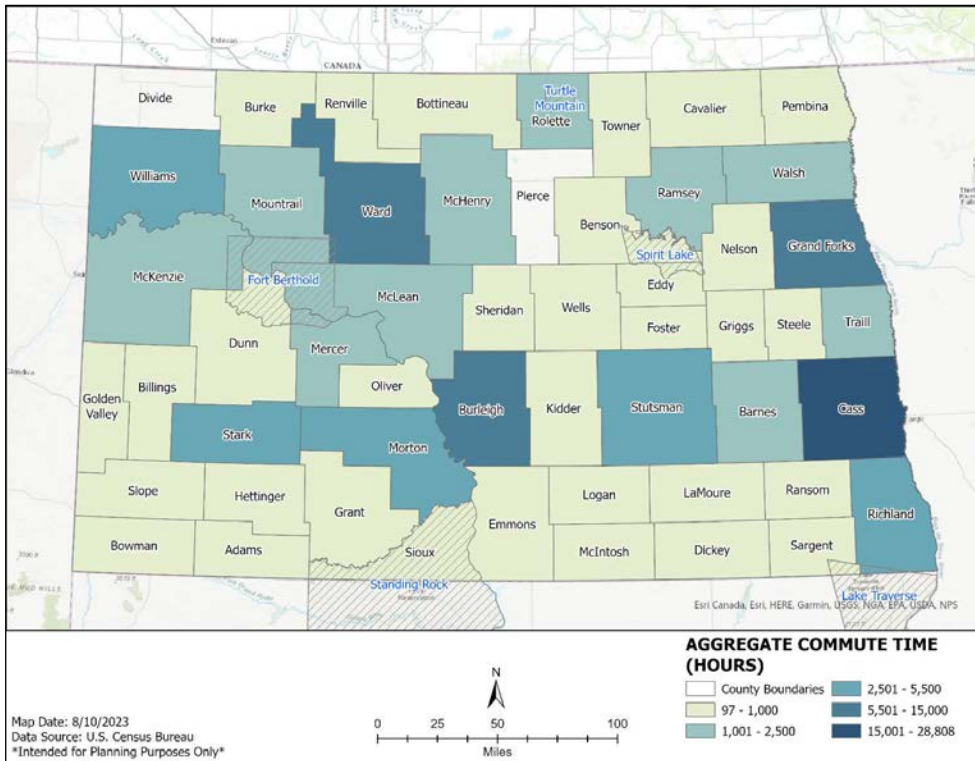 Estevan
CANADA
Divide
Burke
Renville
Bottineau
Turtle
Mountain
Rolette
Towner
Cavalier
Pembina
Williams
Mountrail
Ward
McHenry
Pierce
Ramsey
Walsh
Benson
Spirit Lake
Nelson
Grand Forks
McKenzie
Fort Berthold
McLean
Sheridan
Wells
Eddy
Foster
Griggs
Steele
Traill
Dunn
Mercer
Oliver
Golden
Valley
Billings
Stark
Morton
Burleigh
Kidder
Stutsman
Barnes
Cass
Slope
Hettinger
Grant
Emmons
Logan
LaMoure
Ransom
Richland
Bowman
Adams
Sioux
McIntosh
Dickey
Sargent
Standing Rock
Lake Traverse
Esri Canada, Esri, HERE, Garmin, USGS, NGA, EPA, USDA, NPS
AGGREGATE COMMUTE TIME
(HOURS)
County Boundaries
97 - 1,000
1,001 - 2,500
2,501 - 5,500
5,501 - 15,000
15,001 - 28,808
N
0 25 50 100
Miles
Map Date: 8/10/2023
Data Source: U.S. Census Bureau
*Intended for Planning Purposes Only*